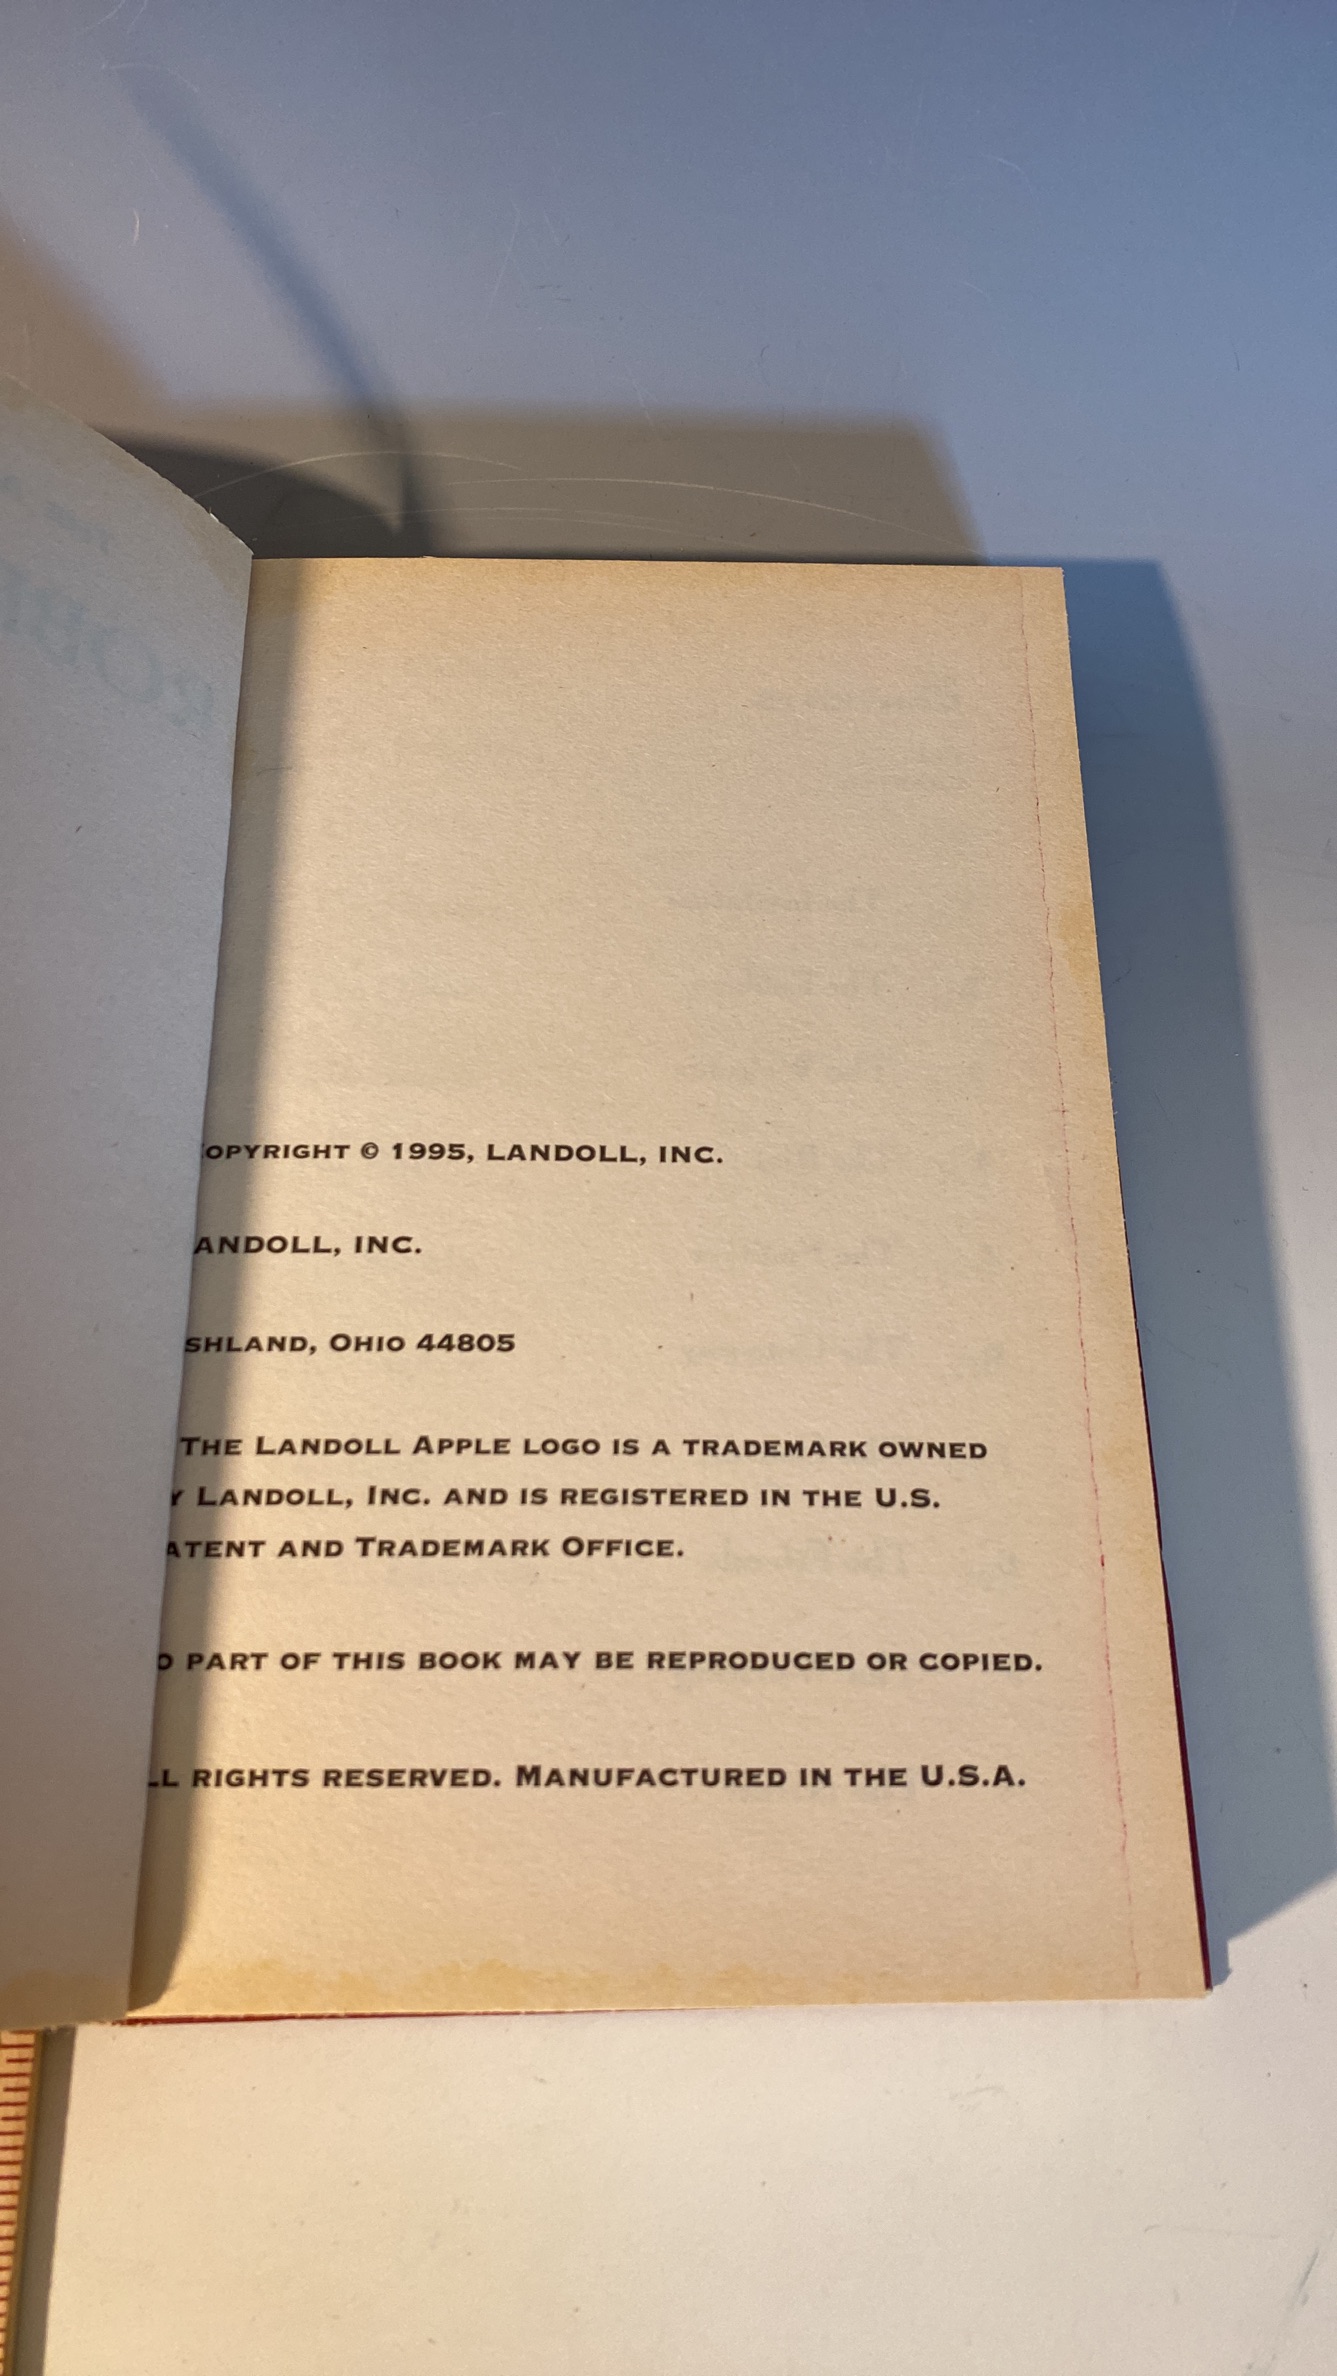 OPYRIGHT © 1995, LANDOLL, INC.
ANDOLL, INC.
SHLAND, OHIO 44805
THE LANDOLL APPLE LOGO IS A TRADEMARK OWNED
Y LANDOLL, INC. AND IS REGISTERED IN THE U.S.
ATENT AND TRADEMARK OFFICE.
O PART OF THIS BOOK MAY BE REPRODUCED OR COPIED.
LL RIGHTS RESERVED. MANUFACTURED IN THE U.S.A.